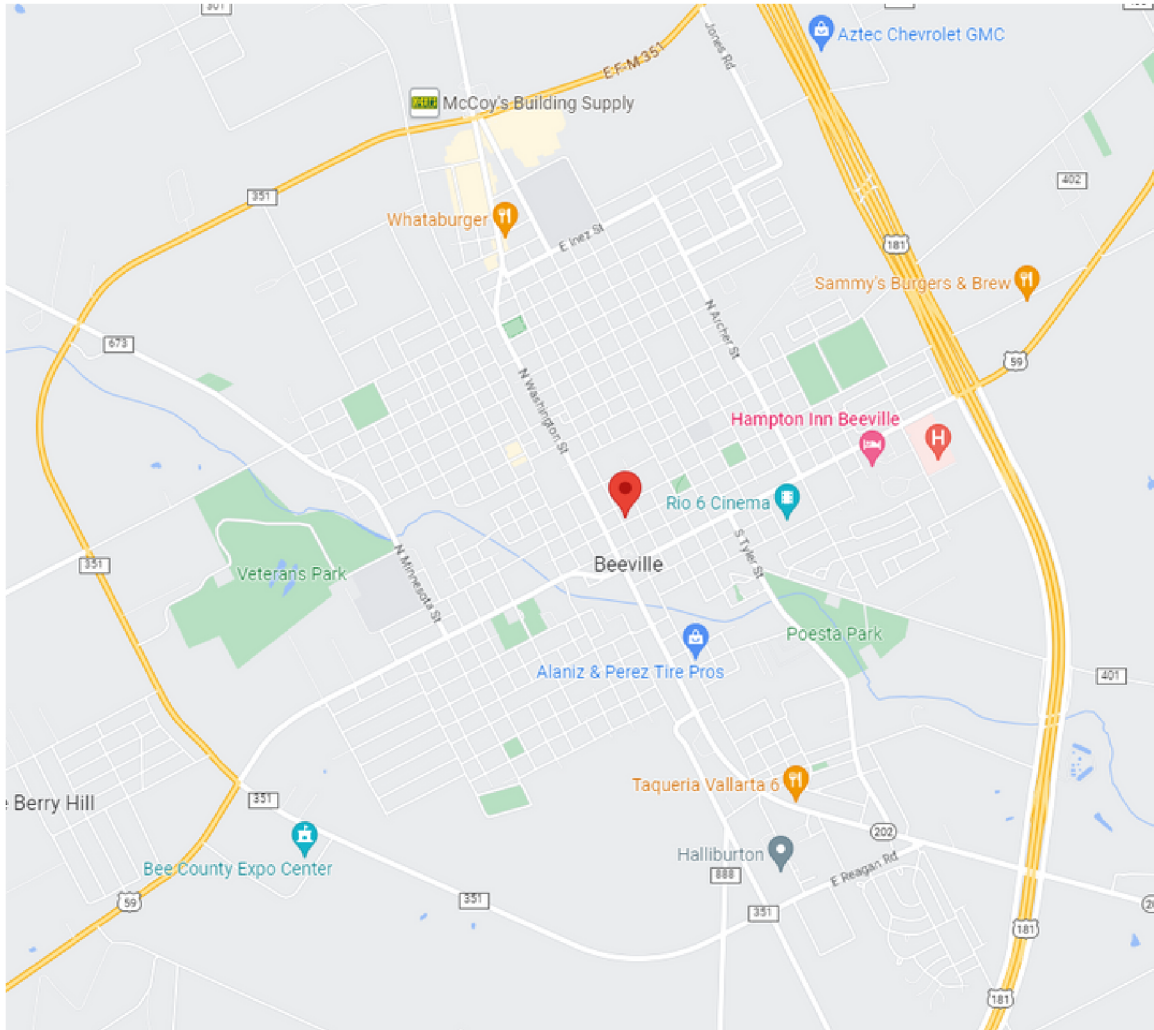 301
Jones Rd
Aztec Chevrolet GMC
E F-M 351
McCoy's Building Supply
402
351
Whataburger
E Inez St
181
Sammy's Burgers & Brew
N Archer St
673
59
N Washington St
Hampton Inn Beeville
H
Rio 6 Cinema
351
Veterans Park
N Minnesota St
Beeville
S Tyler St
Poesta Park
Alaniz & Perez Tire Pros
401
Taqueria Vallarta 6
351
e Berry Hill
202
Bee County Expo Center
Halliburton
888
E Reagan Rd
59
351
351
181
181